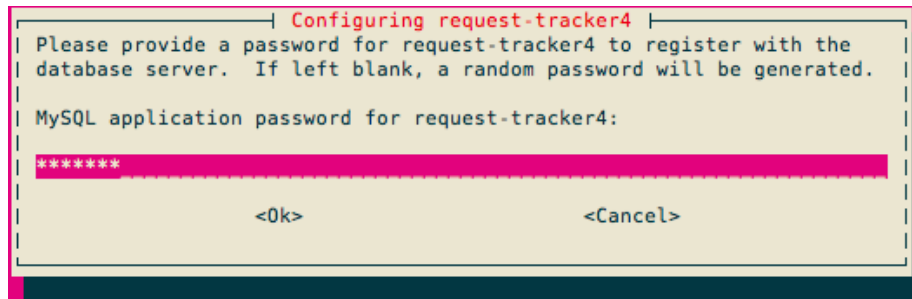 Configuring request-tracker4
Please provide a password for request-tracker4 to register with the
database server.  If left blank, a random password will be generated.
MySQL application password for request-tracker4:
*******
<Ok> <Cancel>